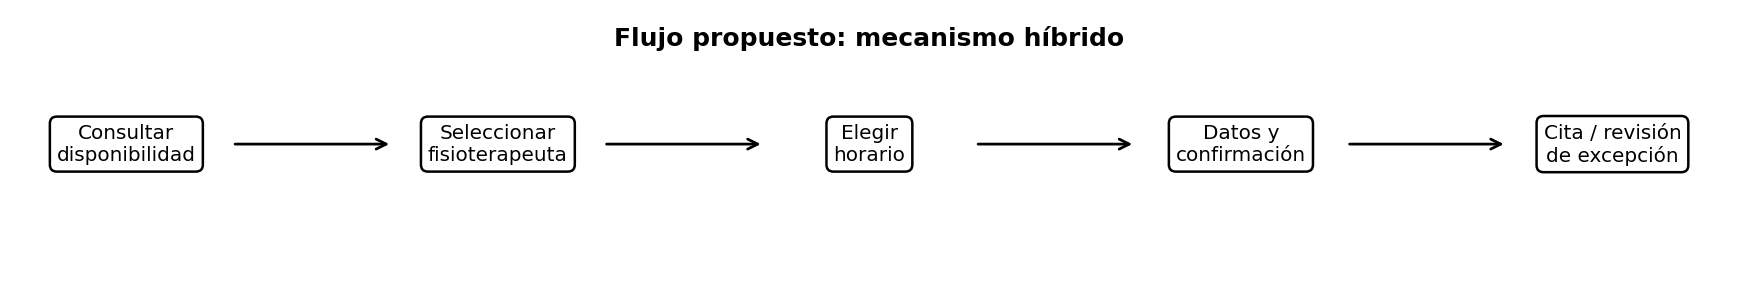 Flujo propuesto: mecanismo híbrido
Consultar
disponibilidad
Seleccionar
fisioterapeuta
Elegir
horario
Datos y
confirmación
Cita / revisión
de excepción